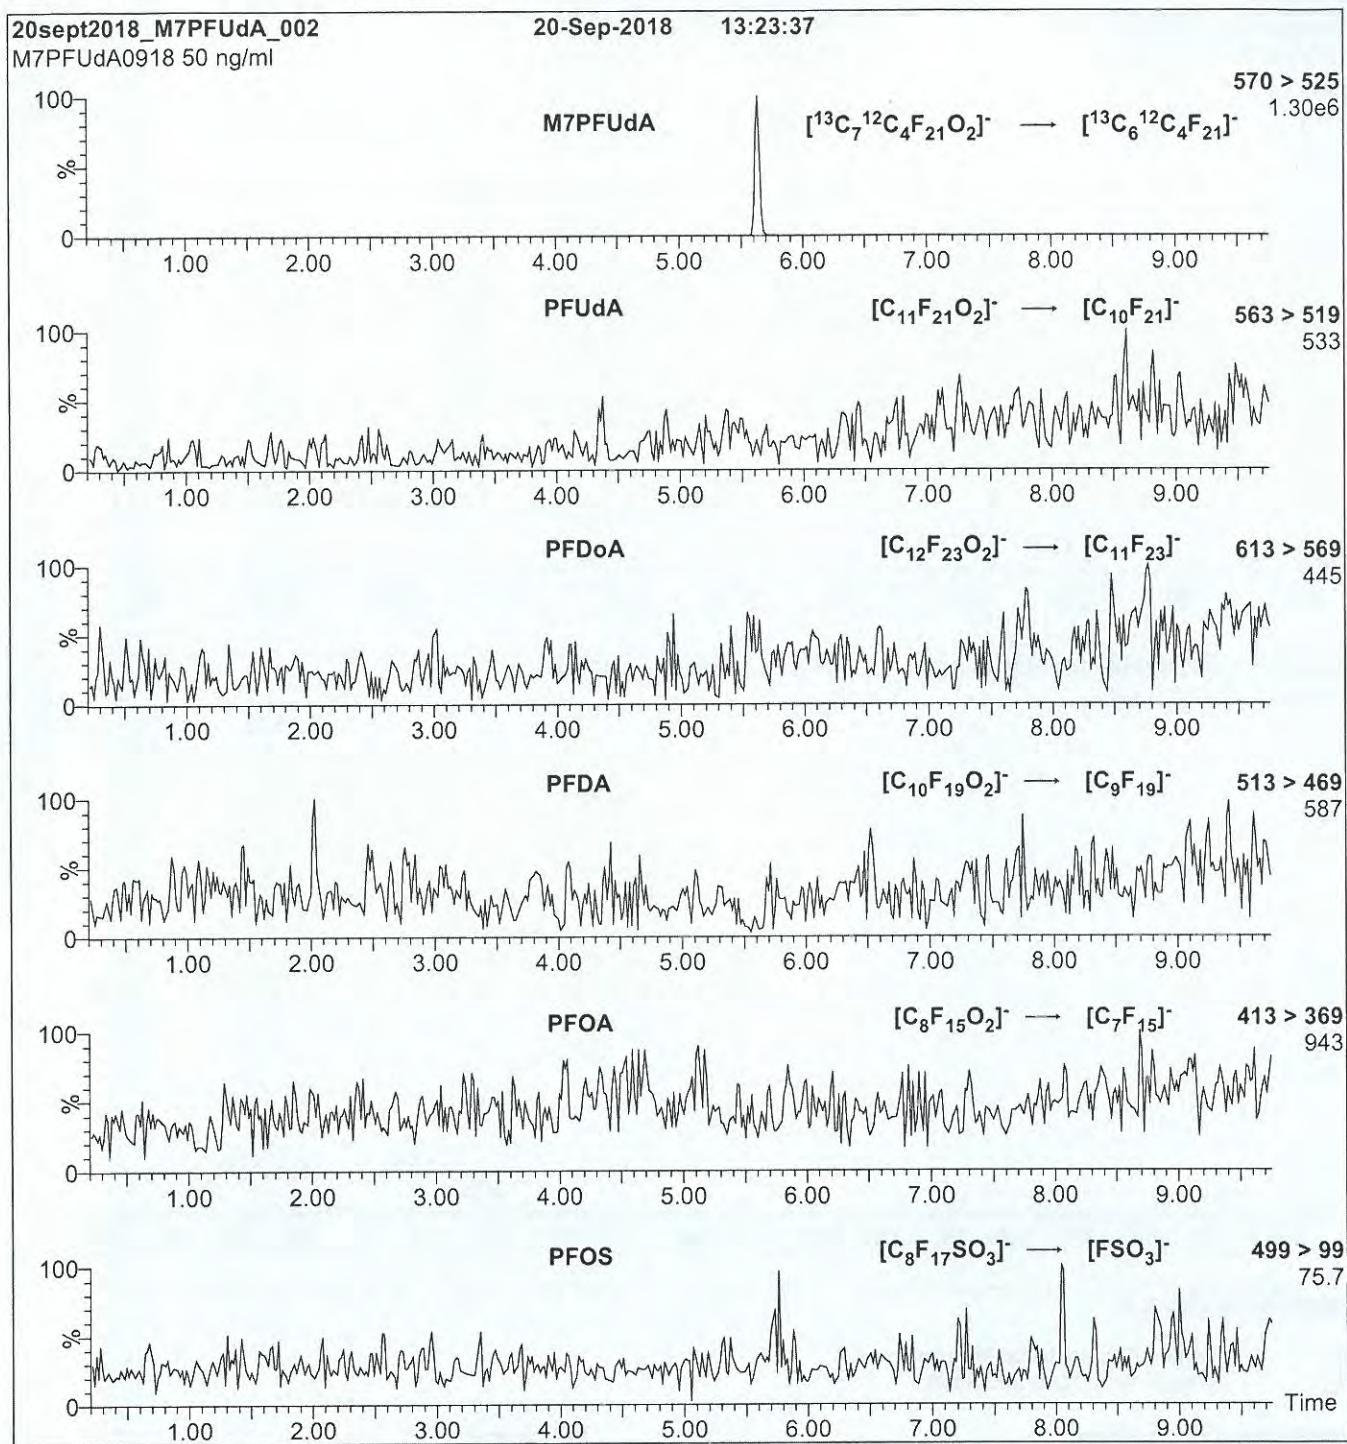 20sept2018_M7PFUdA_002 20-Sep-2018 13:23:37
M7PFUdA0918 50 ng/ml
570 > 525
1.30e6
M7PFUdA [¹³C₇¹²C₄F₂₁O₂]⁻ → [¹³C₆¹²C₄F₂₁]⁻
100
%
0
1.00 2.00 3.00 4.00 5.00 6.00 7.00 8.00 9.00
PFUdA [C₁₁F₂₁O₂]⁻ → [C₁₀F₂₁]⁻ 563 > 519
533
100
%
0
1.00 2.00 3.00 4.00 5.00 6.00 7.00 8.00 9.00
PFDoA [C₁₂F₂₃O₂]⁻ → [C₁₁F₂₃]⁻ 613 > 569
445
100
%
0
1.00 2.00 3.00 4.00 5.00 6.00 7.00 8.00 9.00
PFDA [C₁₀F₁₉O₂]⁻ → [C₉F₁₉]⁻ 513 > 469
587
100
%
0
1.00 2.00 3.00 4.00 5.00 6.00 7.00 8.00 9.00
PFOA [C₈F₁₅O₂]⁻ → [C₇F₁₅]⁻ 413 > 369
943
100
%
0
1.00 2.00 3.00 4.00 5.00 6.00 7.00 8.00 9.00
PFOS [C₈F₁₇SO₃]⁻ → [FSO₃]⁻ 499 > 99
75.7
100
%
0
Time
1.00 2.00 3.00 4.00 5.00 6.00 7.00 8.00 9.00